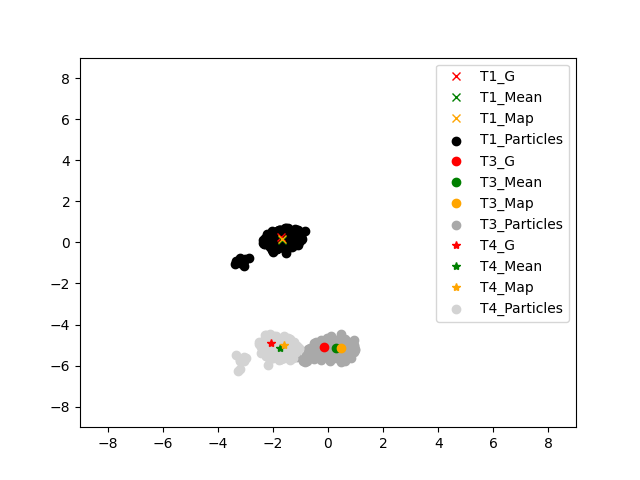 8
6
4
2
0
−2
−4
−6
−8
−8 −6 −4 −2 0 2 4 6 8
T1_G
T1_Mean
T1_Map
T1_Particles
T3_G
T3_Mean
T3_Map
T3_Particles
T4_G
T4_Mean
T4_Map
T4_Particles